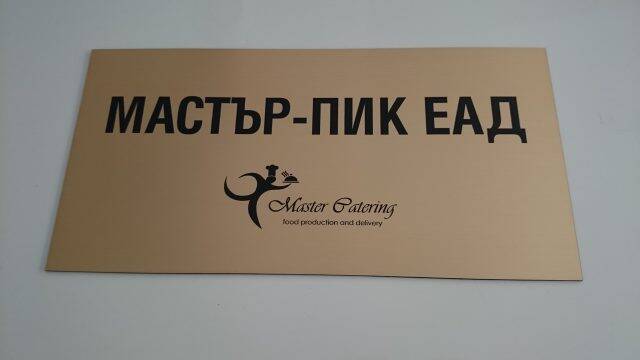 МАСТЪР-ПИК ЕАД
Master Catering
food production and delivery